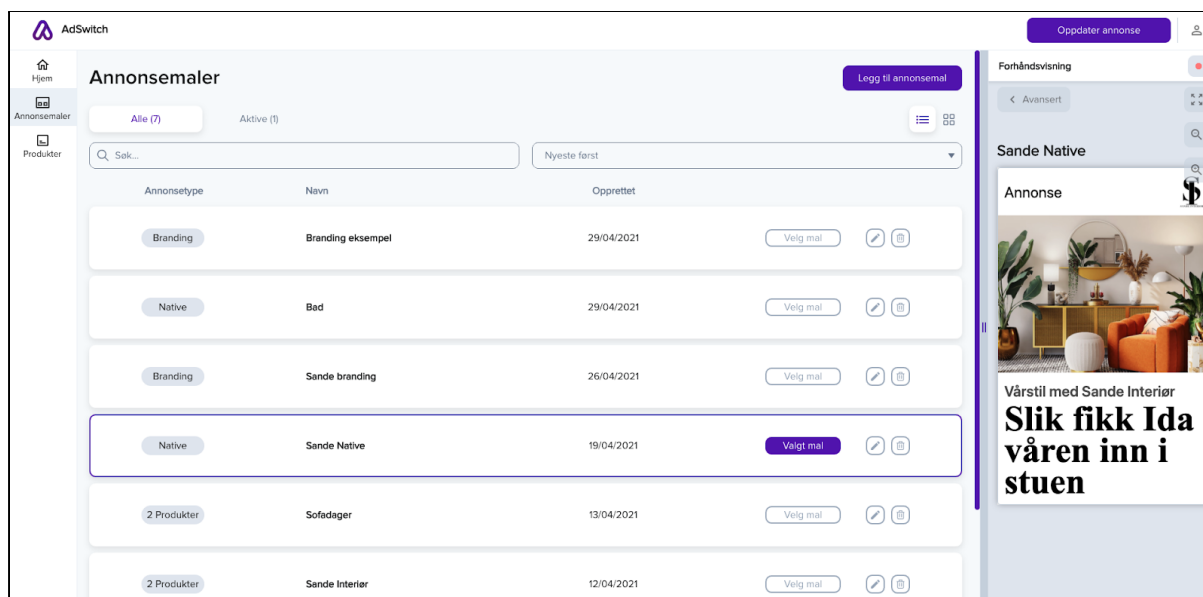 AdSwitch
Oppdater annonse
Hjem
Annonsemaler
Produkter
Annonsemaler
Legg til annonsemal
Alle (7)
Aktive (1)
Søk...
Nyeste først
Annonsetype Navn Opprettet
Branding Branding eksempel 29/04/2021 Velg mal
Native Bad 29/04/2021 Velg mal
Branding Sande branding 26/04/2021 Velg mal
Native Sande Native 19/04/2021 Valgt mal
2 Produkter Sofadager 13/04/2021 Velg mal
2 Produkter Sande Interiør 12/04/2021 Velg mal
Forhåndsvisning
Avansert
Sande Native
Annonse
Vårstil med Sande Interiør
Slik fikk Ida
våren inn i
stuen